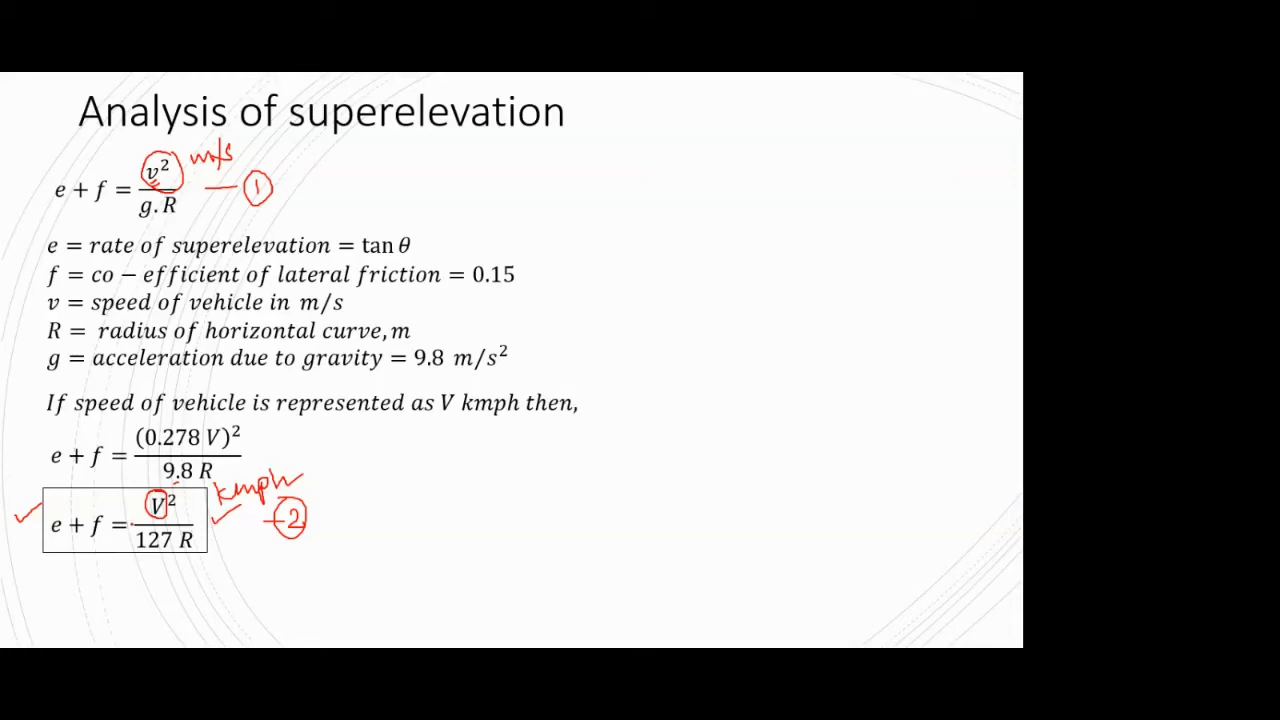 Analysis of superelevation
m/s
e + f = v²/g.R — ①
e = rate of superelevation = tan θ
f = co − efficient of lateral friction = 0.15
v = speed of vehicle in m/s
R = radius of horizontal curve, m
g = acceleration due to gravity = 9.8 m/s²
If speed of vehicle is represented as V kmph then,
e + f = (0.278 V)²/9.8 R
kmph
e + f = V²/127 R — ②